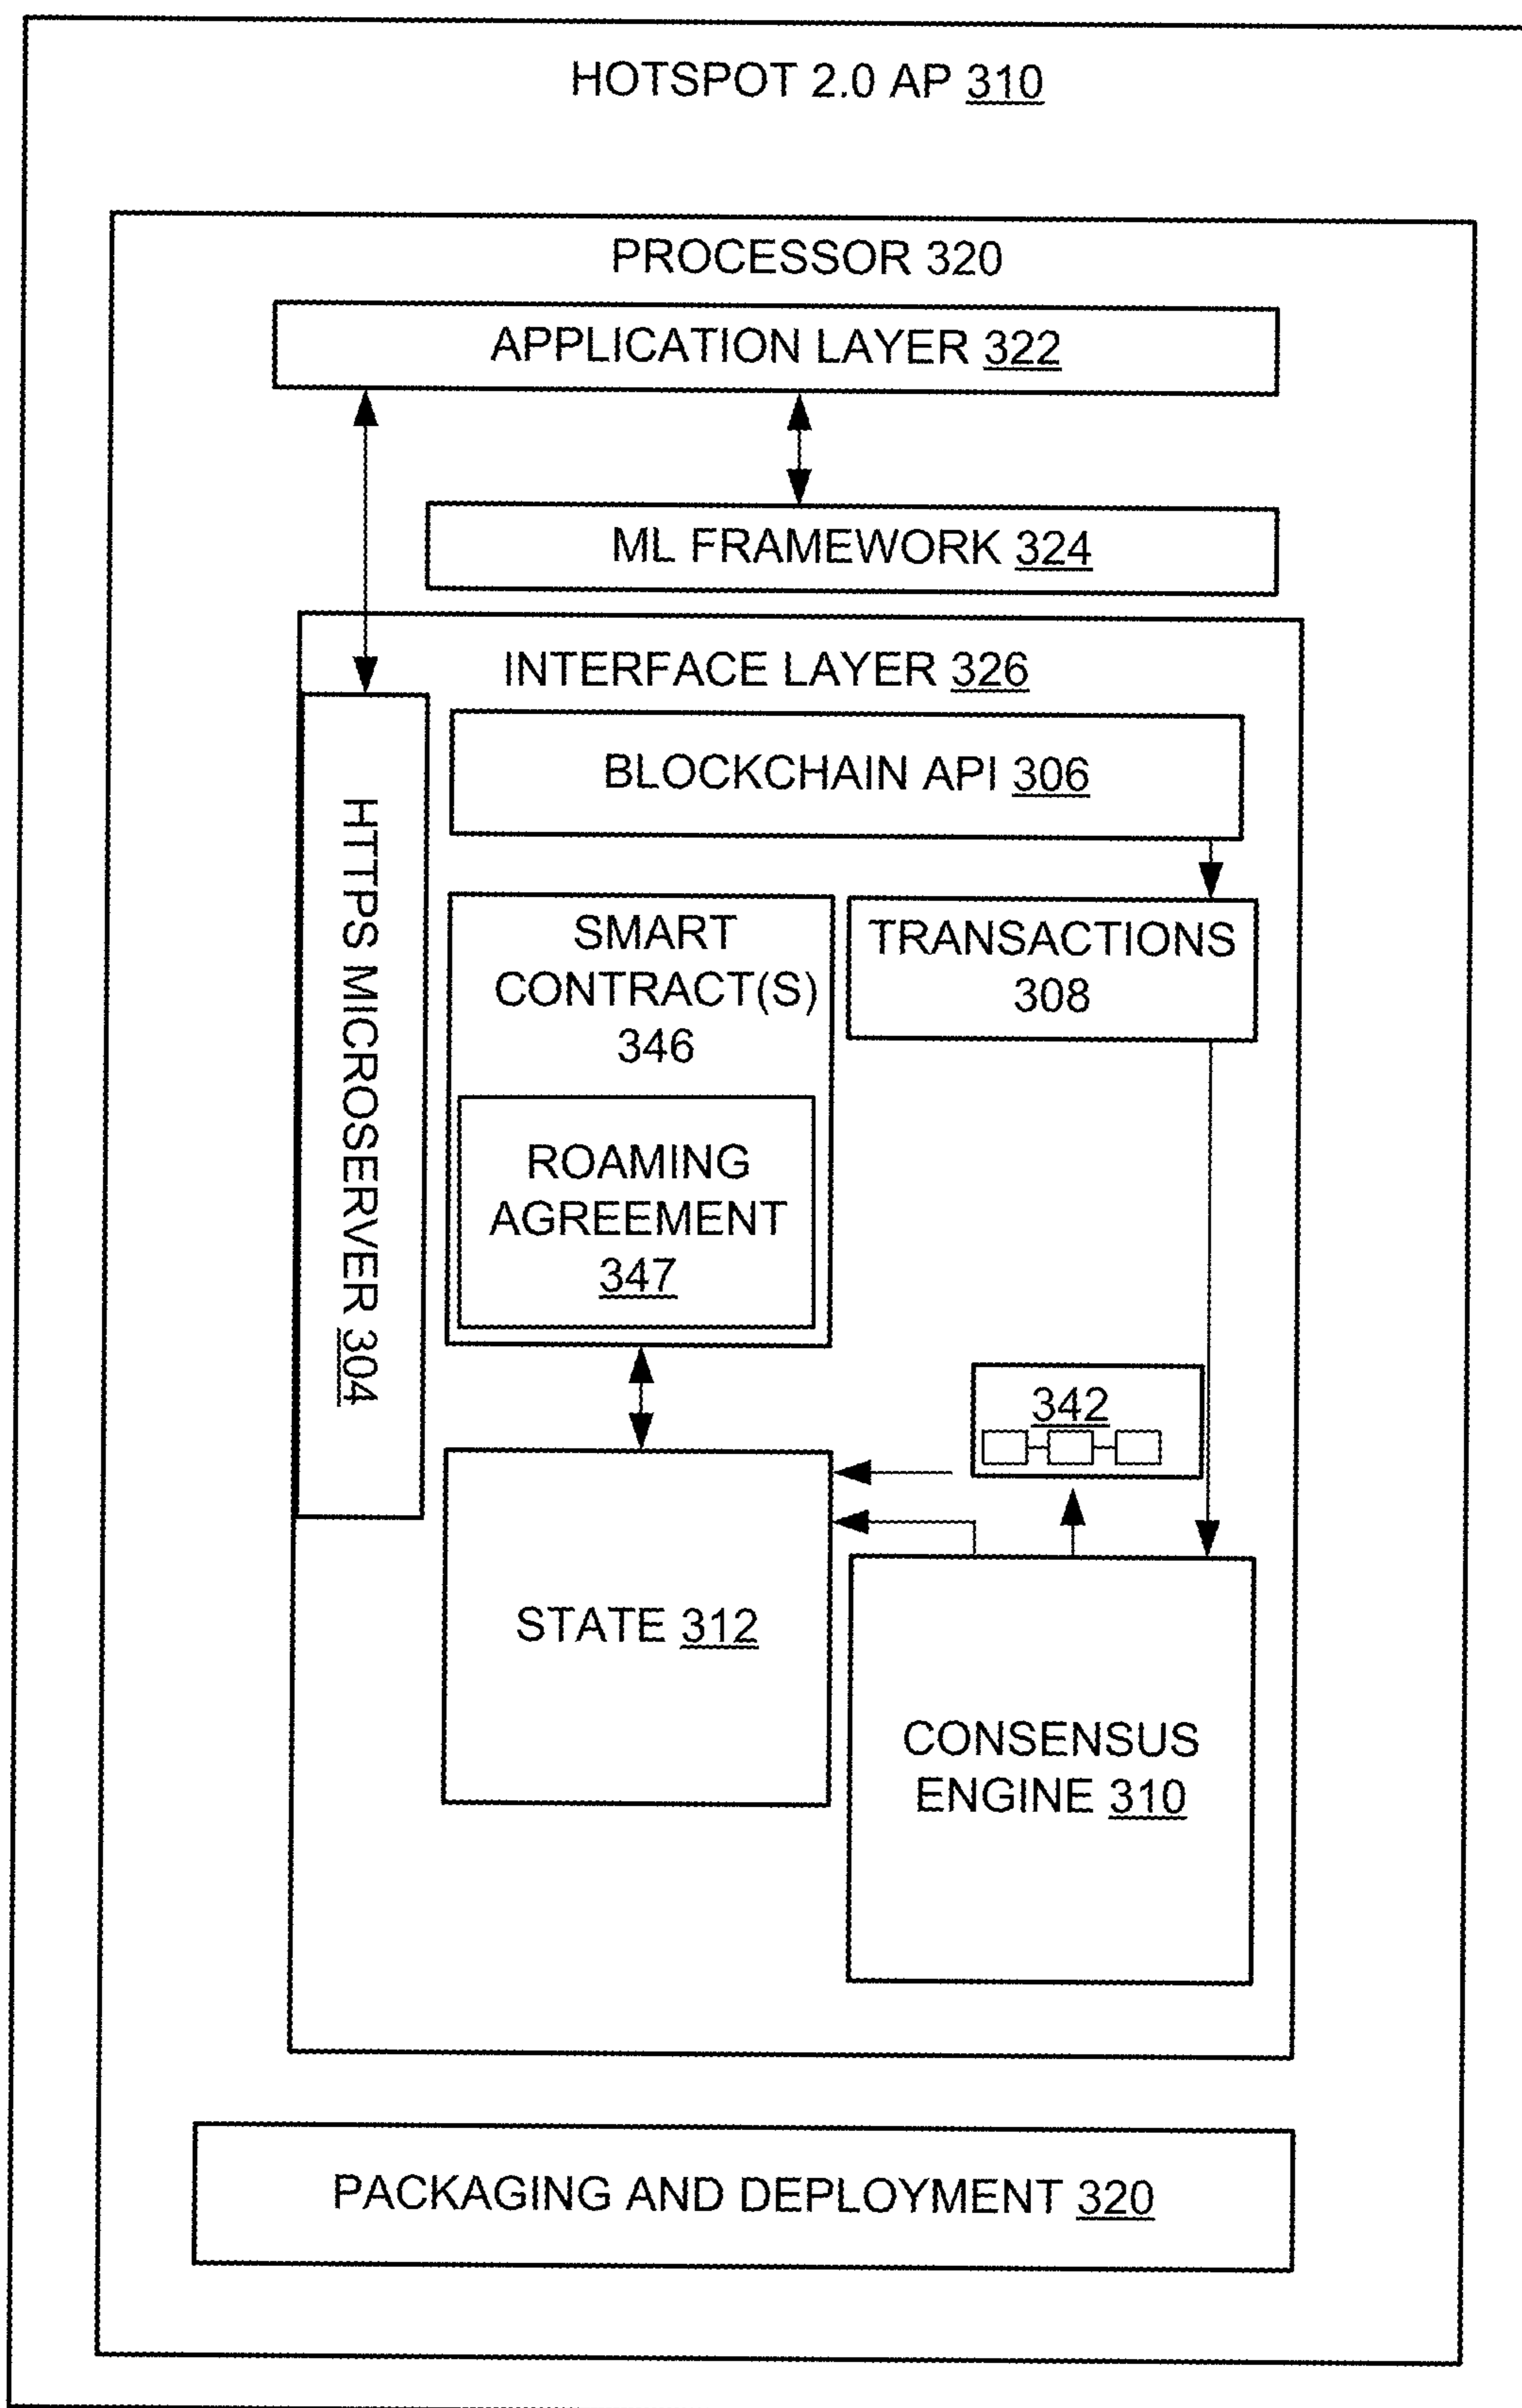 HOTSPOT 2.0 AP 310
PROCESSOR 320
APPLICATION LAYER 322
ML FRAMEWORK 324
INTERFACE LAYER 326
HTTPS MICROSERVER 304
BLOCKCHAIN API 306
SMART
CONTRACT(S)
346
TRANSACTIONS
308
ROAMING
AGREEMENT
347
342
STATE 312
CONSENSUS
ENGINE 310
PACKAGING AND DEPLOYMENT 320